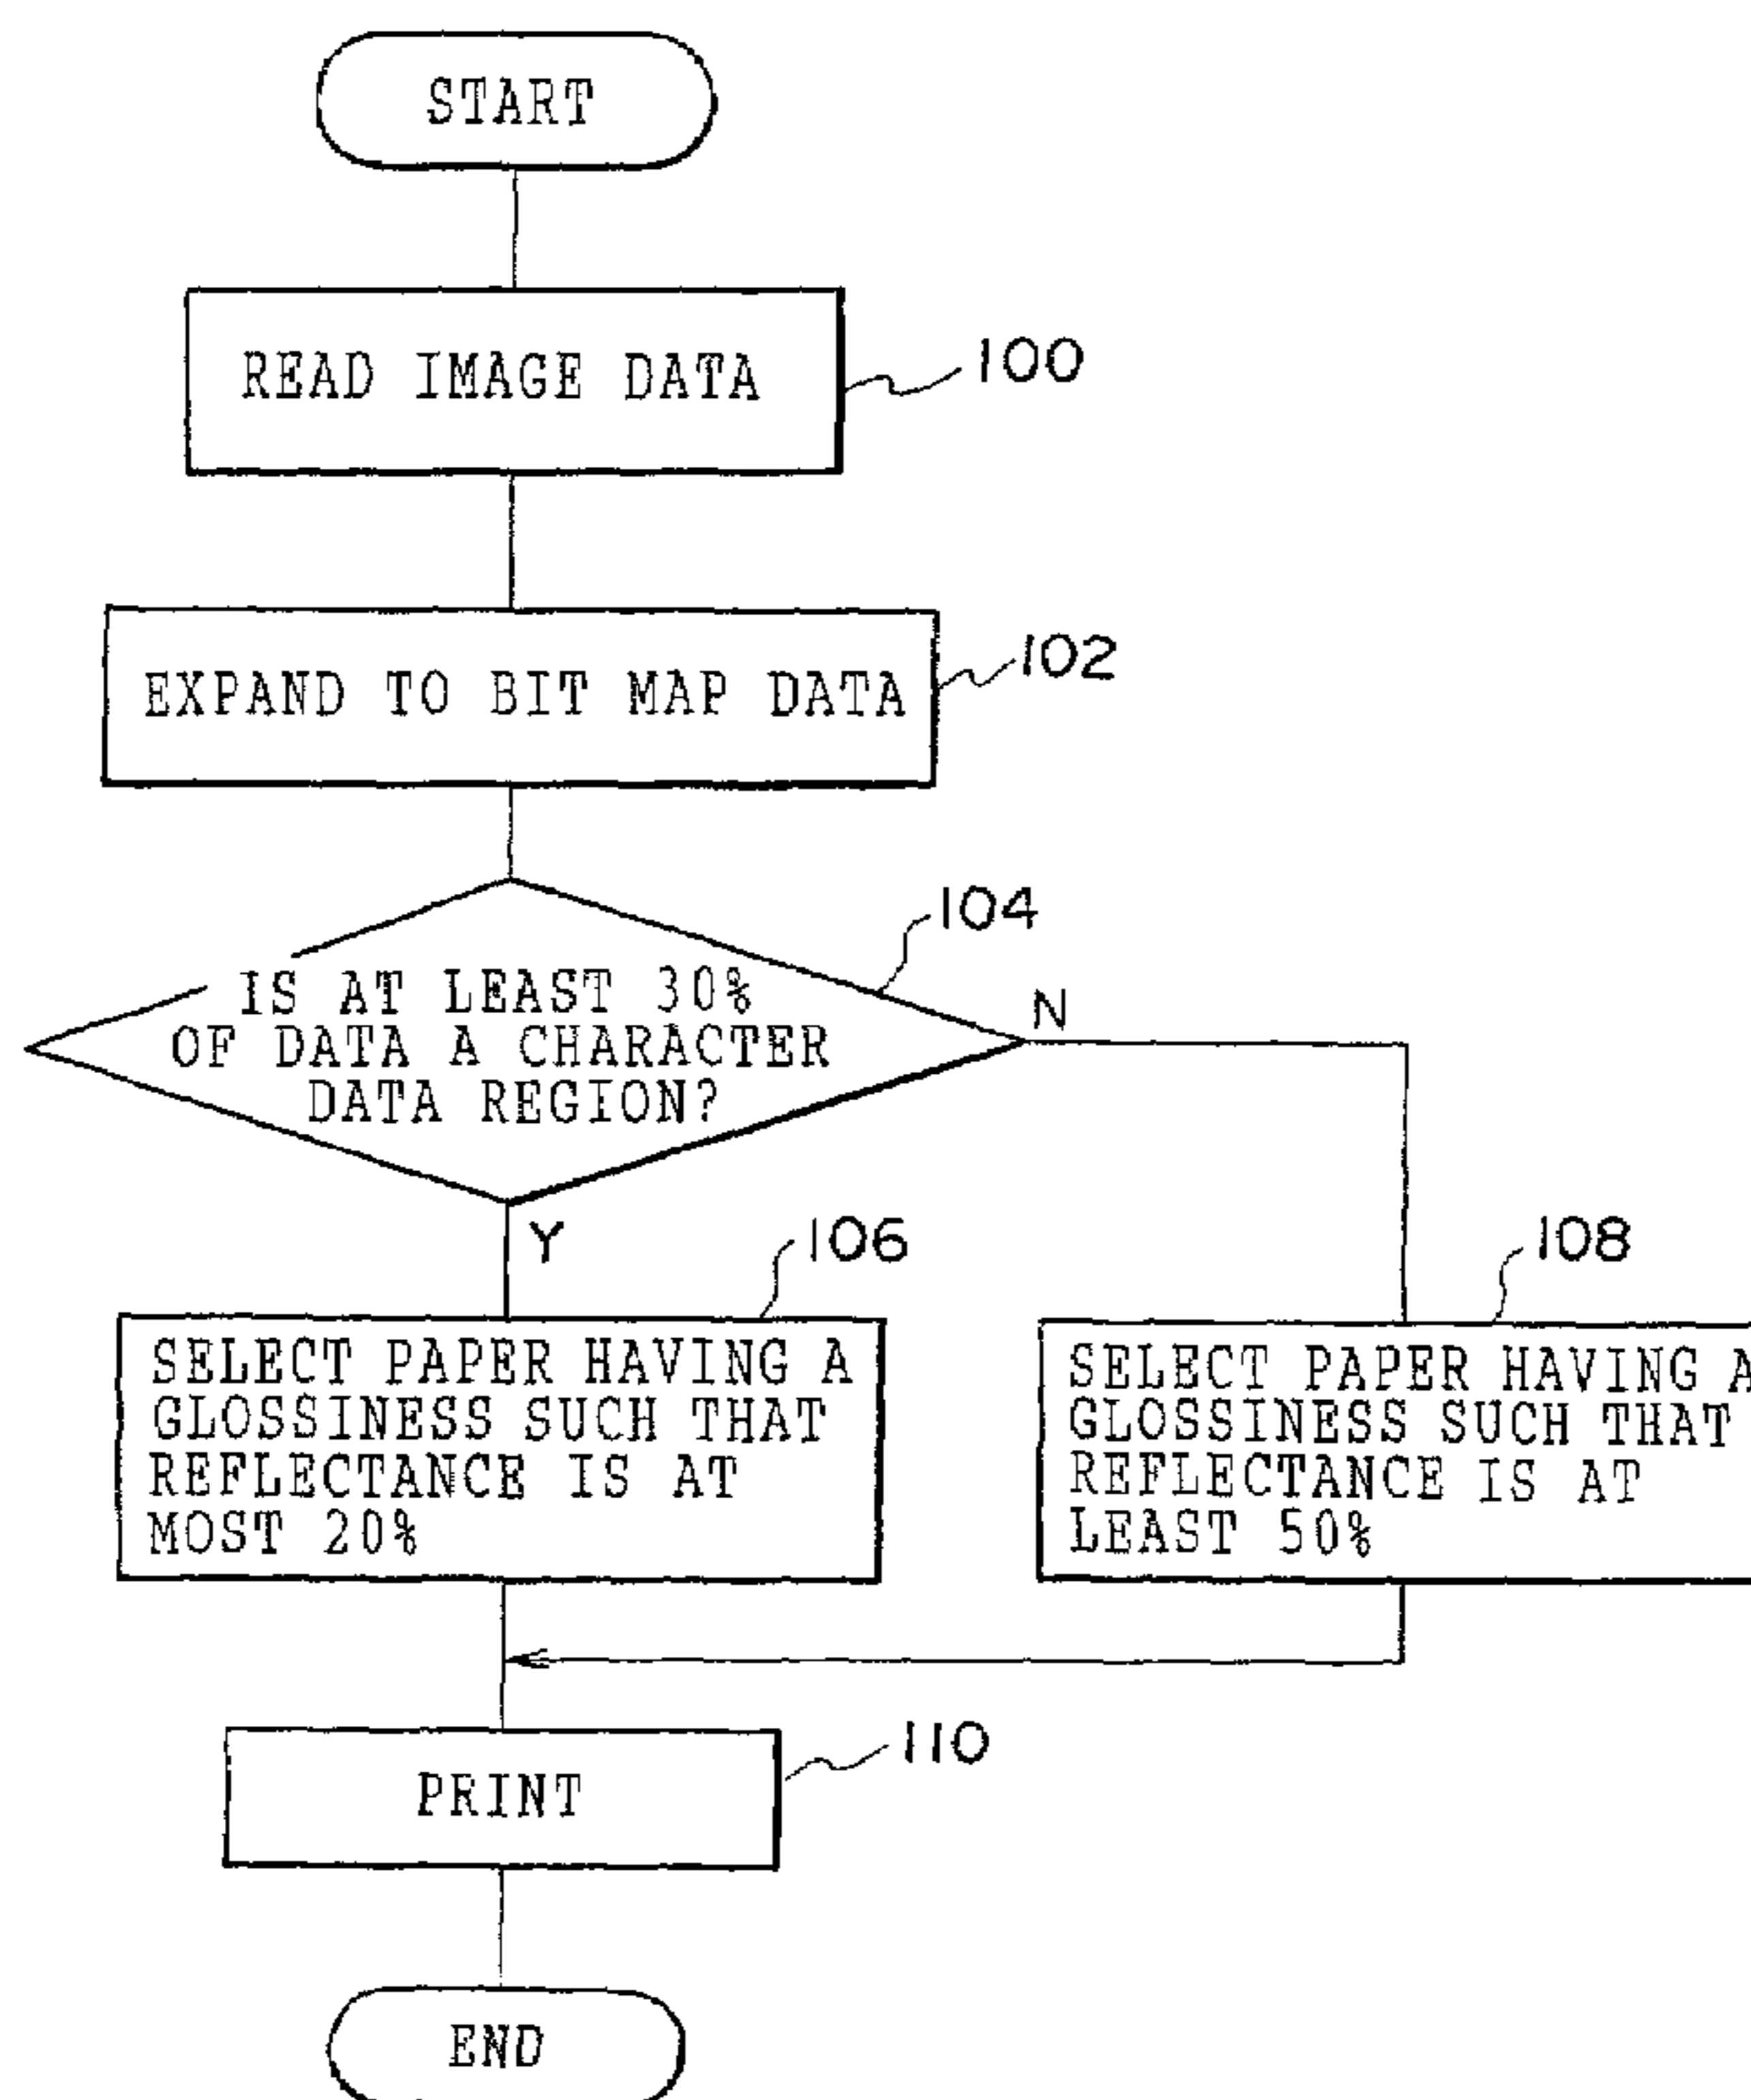 START
READ IMAGE DATA
100
EXPAND TO BIT MAP DATA
102
104
IS AT LEAST 30%
OF DATA A CHARACTER
DATA REGION?
N
Y
106
SELECT PAPER HAVING A
GLOSSINESS SUCH THAT
REFLECTANCE IS AT
MOST 20%
108
SELECT PAPER HAVING A
GLOSSINESS SUCH THAT
REFLECTANCE IS AT
LEAST 50%
110
PRINT
END